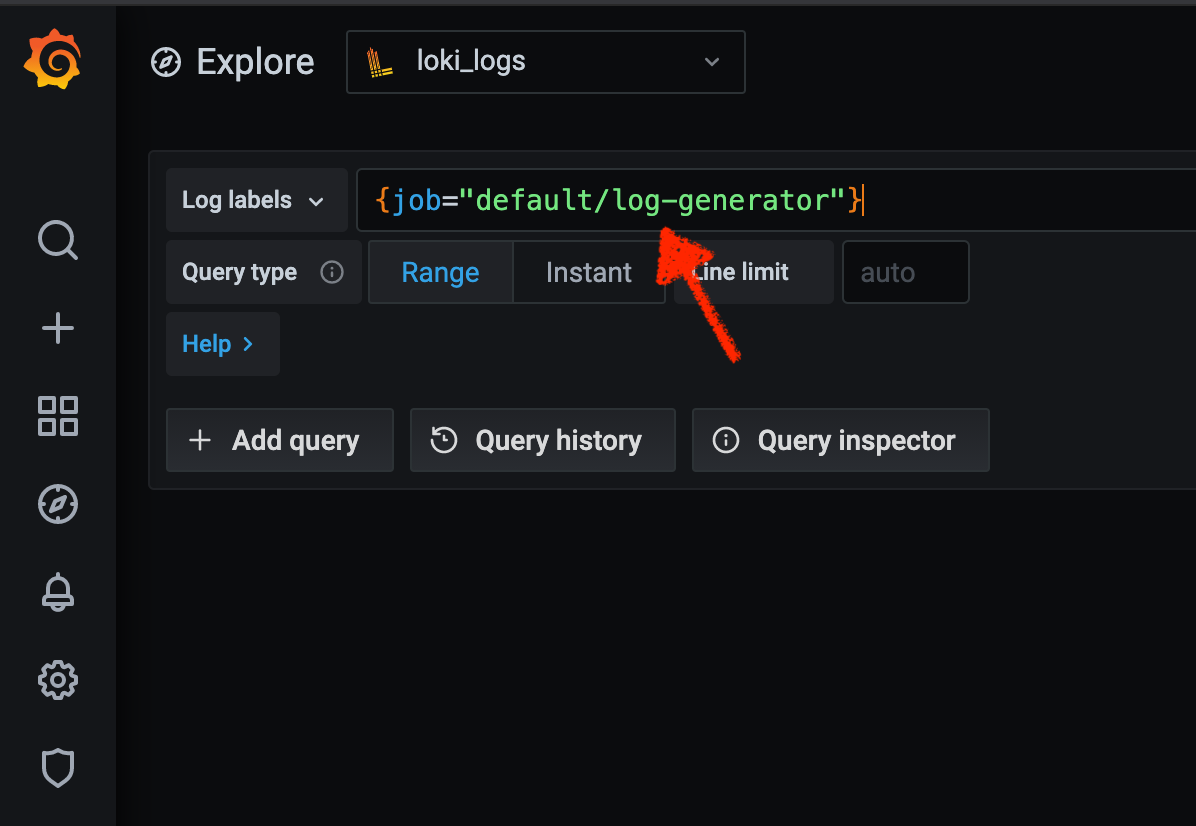 Explore loki_logs
Log labels {job="default/log-generator"}
Query type Range Instant Line limit auto
Help
Add query Query history Query inspector